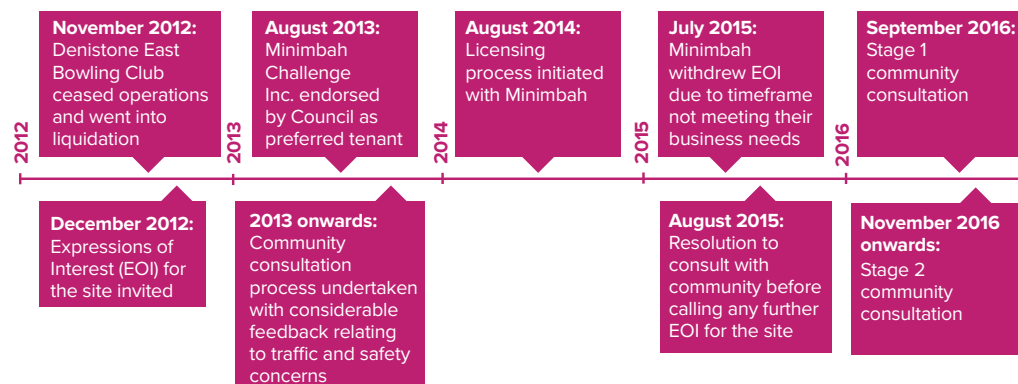 November 2012:
Denistone East
Bowling Club
ceased operations
and went into
liquidation
August 2013:
Minimbah
Challenge
Inc. endorsed
by Council as
preferred tenant
August 2014:
Licensing
process initiated
with Minimbah
July 2015:
Minimbah
withdrew EOI
due to timeframe
not meeting their
business needs
September 2016:
Stage 1
community
consultation
2012
2013
2014
2015
2016
December 2012:
Expressions of
Interest (EOI) for
the site invited
2013 onwards:
Community
consultation
process undertaken
with considerable
feedback relating
to traffic and safety
concerns
August 2015:
Resolution to
consult with
community before
calling any further
EOI for the site
November 2016
onwards:
Stage 2
community
consultation